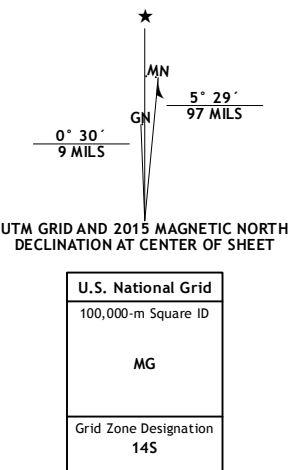 ★
MN
5° 29´
97 MILS
GN
0° 30´
9 MILS
UTM GRID AND 2015 MAGNETIC NORTH
DECLINATION AT CENTER OF SHEET
U.S. National Grid
100,000-m Square ID
MG
Grid Zone Designation
14S